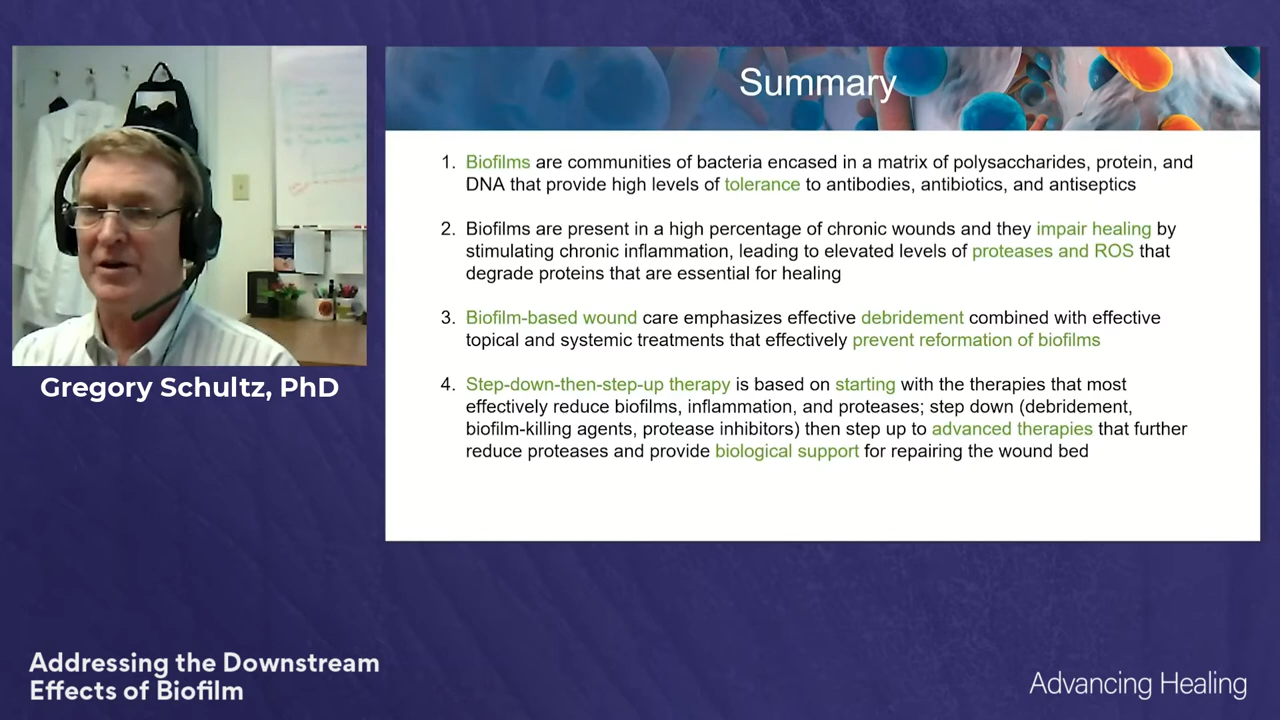 Summary
1. Biofilms are communities of bacteria encased in a matrix of polysaccharides, protein, and
DNA that provide high levels of tolerance to antibodies, antibiotics, and antiseptics
2. Biofilms are present in a high percentage of chronic wounds and they impair healing by
stimulating chronic inflammation, leading to elevated levels of proteases and ROS that
degrade proteins that are essential for healing
3. Biofilm-based wound care emphasizes effective debridement combined with effective
topical and systemic treatments that effectively prevent reformation of biofilms
4. Step-down-then-step-up therapy is based on starting with the therapies that most
effectively reduce biofilms, inflammation, and proteases; step down (debridement,
biofilm-killing agents, protease inhibitors) then step up to advanced therapies that further
reduce proteases and provide biological support for repairing the wound bed
Gregory Schultz, PhD
Addressing the Downstream
Effects of Biofilm
Advancing Healing